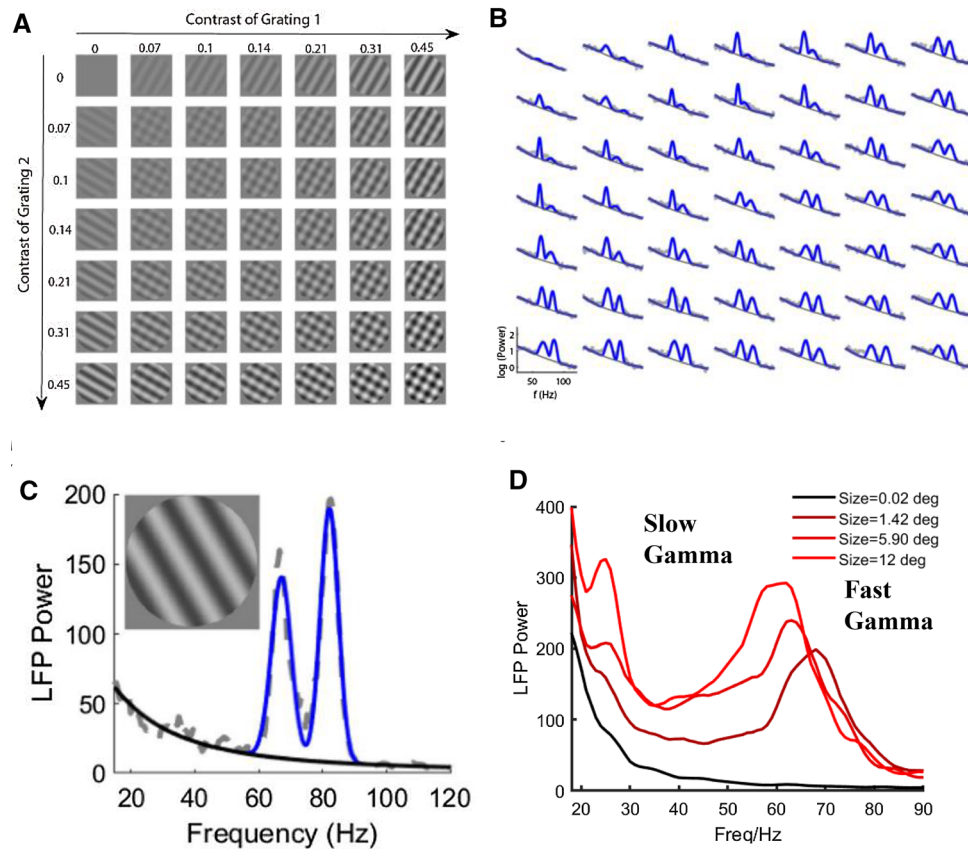 A
Contrast of Grating 1
0 0.07 0.1 0.14 0.21 0.31 0.45
Contrast of Grating 2
0
0.07
0.1
0.14
0.21
0.31
0.45
B
log (Power)
2
1
0
50 100
f (Hz)
C
LFP Power
200
150
100
50
0
20 40 60 80 100 120
Frequency (Hz)
D
LFP Power
400
300
200
100
0
Slow
Gamma
Fast
Gamma
Size=0.02 deg
Size=1.42 deg
Size=5.90 deg
Size=12 deg
20 30 40 50 60 70 80 90
Freq/Hz